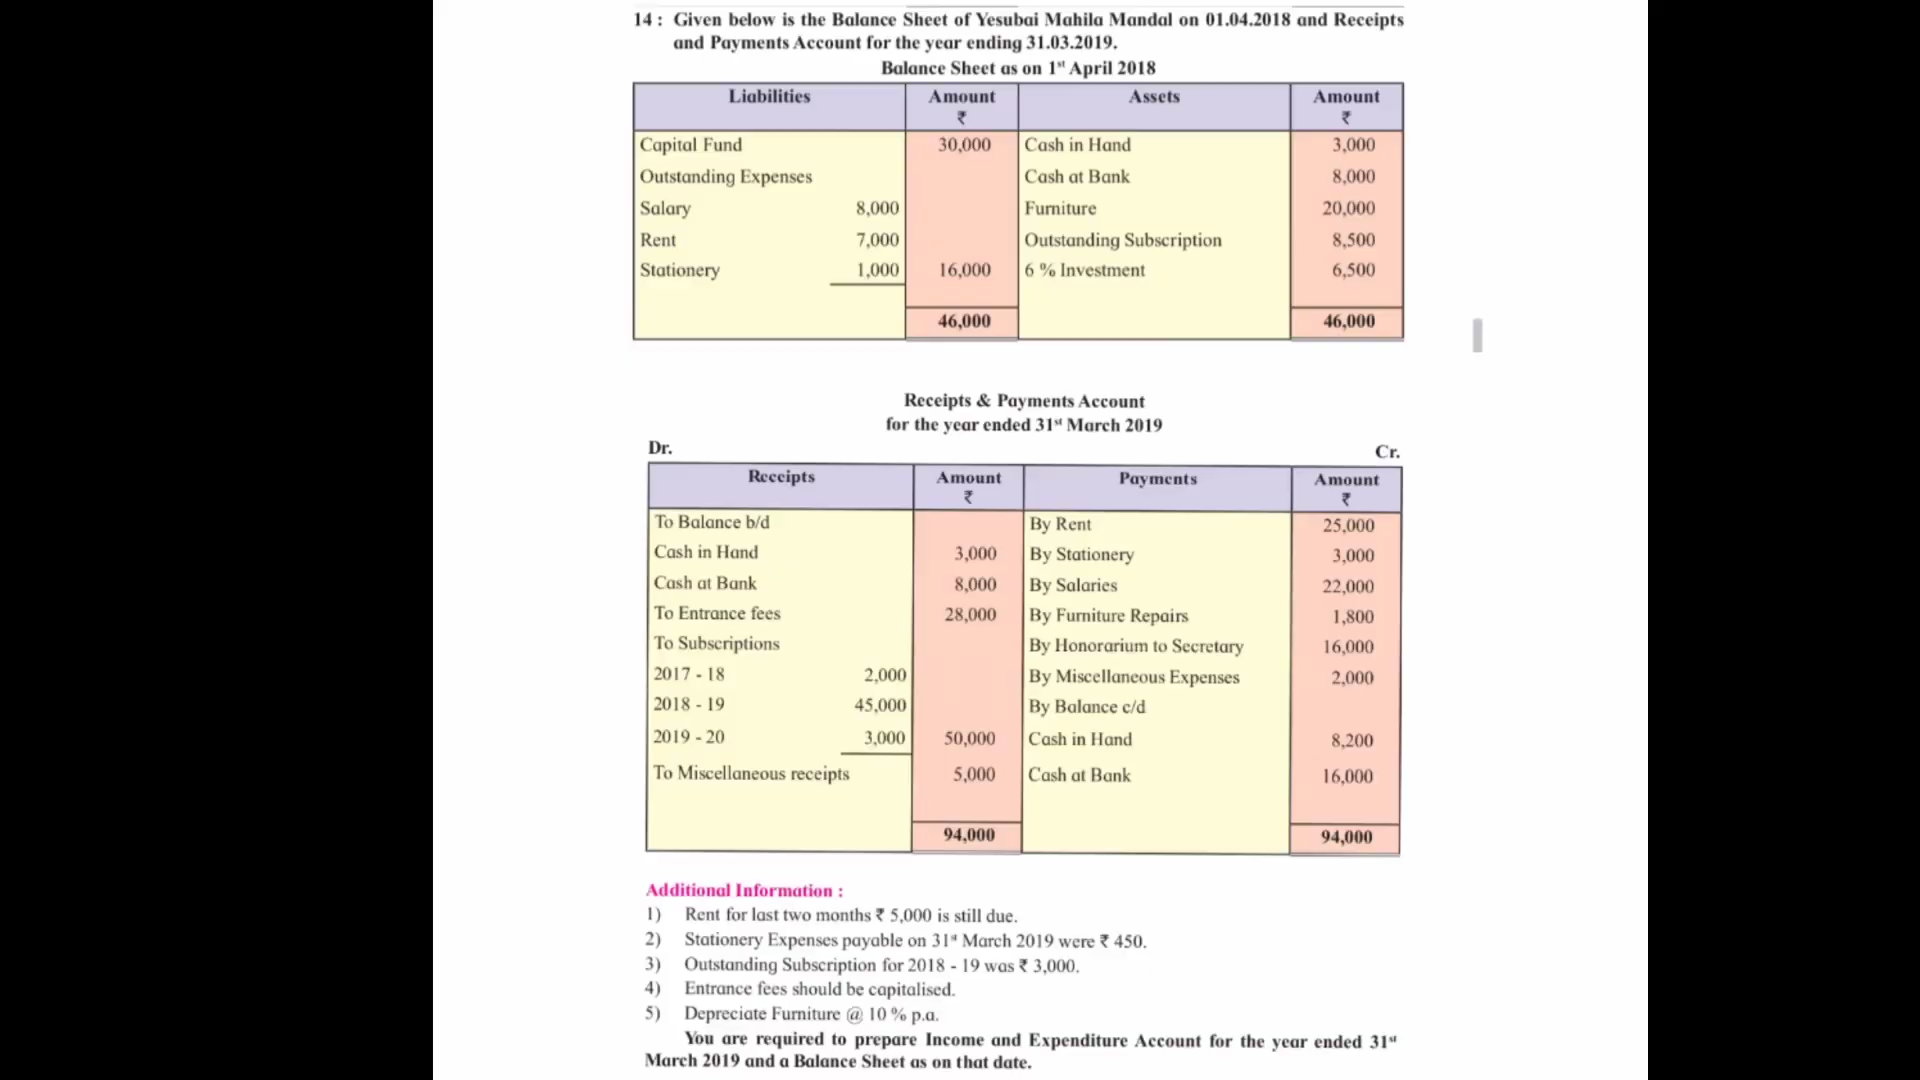 14 : Given below is the Balance Sheet of Yesubai Mahila Mandal on 01.04.2018 and Receipts
and Payments Account for the year ending 31.03.2019.
Balance Sheet as on 1st April 2018
Liabilities Amount ₹ Assets Amount ₹
Capital Fund 30,000 Cash in Hand 3,000
Outstanding Expenses Cash at Bank 8,000
Salary 8,000 Furniture 20,000
Rent 7,000 Outstanding Subscription 8,500
Stationery 1,000 16,000 6 % Investment 6,500
46,000 46,000
Receipts & Payments Account
for the year ended 31st March 2019
Dr. Cr.
Receipts Amount ₹ Payments Amount ₹
To Balance b/d By Rent 25,000
Cash in Hand 3,000 By Stationery 3,000
Cash at Bank 8,000 By Salaries 22,000
To Entrance fees 28,000 By Furniture Repairs 1,800
To Subscriptions By Honorarium to Secretary 16,000
2017 - 18 2,000 By Miscellaneous Expenses 2,000
2018 - 19 45,000 By Balance c/d
2019 - 20 3,000 50,000 Cash in Hand 8,200
To Miscellaneous receipts 5,000 Cash at Bank 16,000
94,000 94,000
Additional Information :
1) Rent for last two months ₹ 5,000 is still due.
2) Stationery Expenses payable on 31st March 2019 were ₹ 450.
3) Outstanding Subscription for 2018 - 19 was ₹ 3,000.
4) Entrance fees should be capitalised.
5) Depreciate Furniture @ 10 % p.a.
You are required to prepare Income and Expenditure Account for the year ended 31st
March 2019 and a Balance Sheet as on that date.